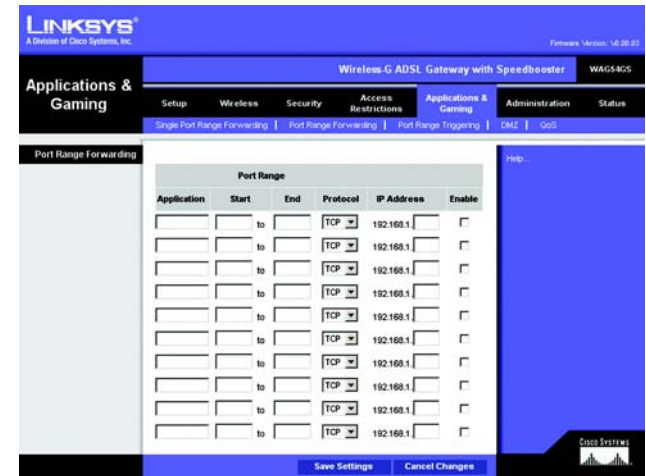 LINKSYS®
A Division of Cisco Systems, Inc.
Firmware Version: V0.00.03
Wireless-G ADSL Gateway with Speedbooster WAG54GS
Applications & Gaming
Setup Wireless Security Access Restrictions Applications & Gaming Administration Status
Single Port Range Forwarding | Port Range Forwarding | Port Range Triggering | DMZ | QoS
Port Range Forwarding
Help...
Port Range
Application Start End Protocol IP Address Enable
to TCP 192.168.1.
to TCP 192.168.1.
to TCP 192.168.1.
to TCP 192.168.1.
to TCP 192.168.1.
to TCP 192.168.1.
to TCP 192.168.1.
to TCP 192.168.1.
to TCP 192.168.1.
to TCP 192.168.1.
CISCO SYSTEMS
Save Settings Cancel Changes